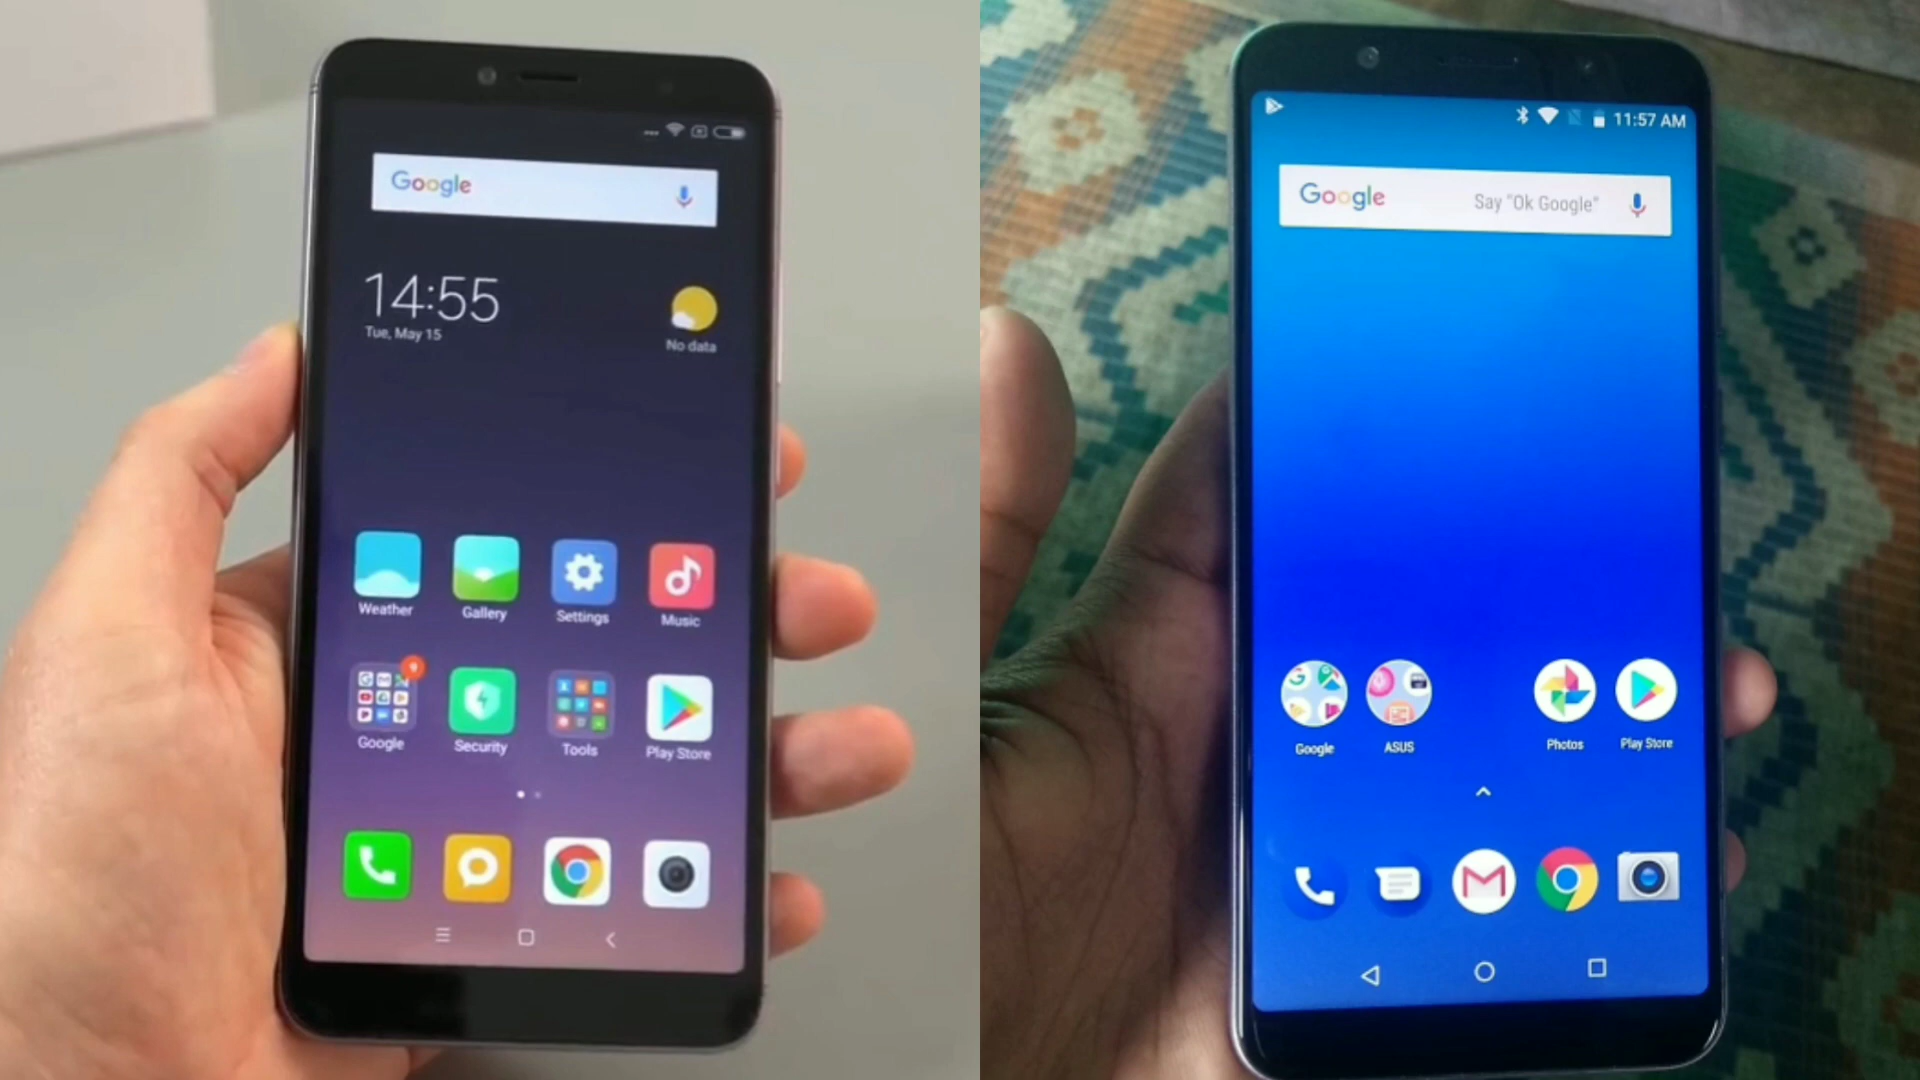 Google
14:55
Tue, May 15
No data
Weather
Gallery
Settings
Music
9
Google
Security
Tools
Play Store
11:57 AM
Google
Say "Ok Google"
Google
ASUS
Photos
Play Store